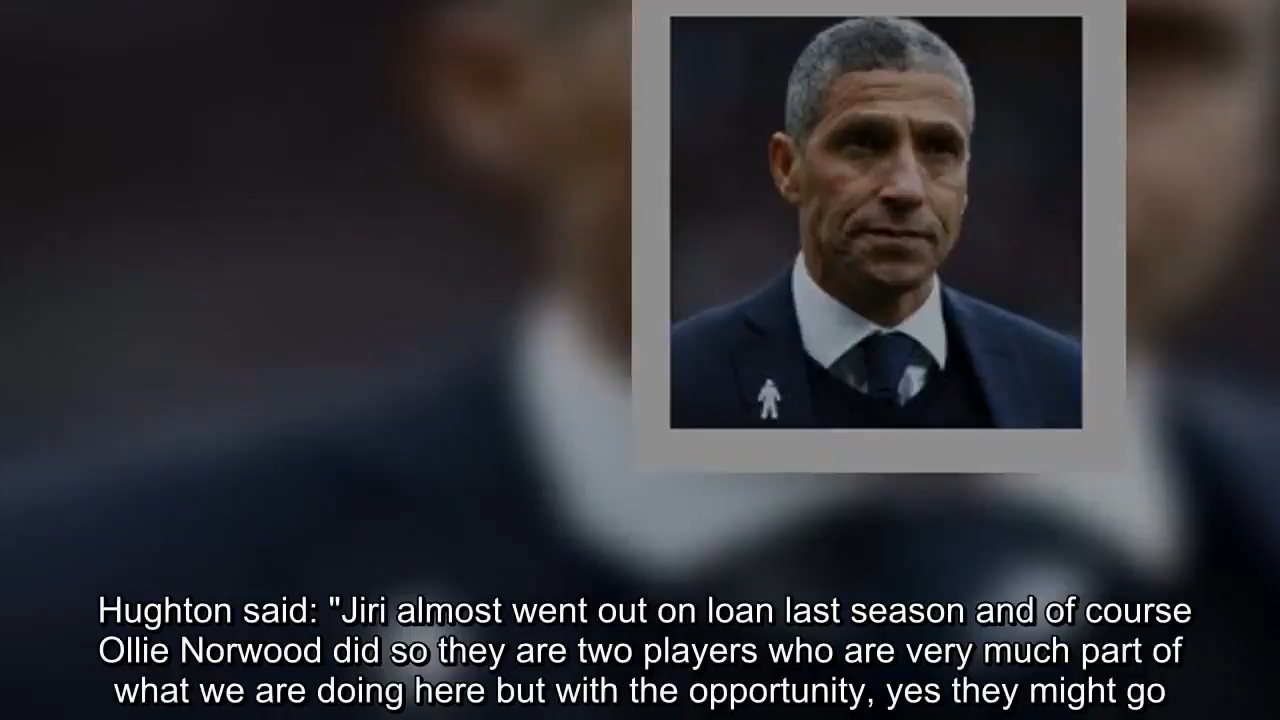 Hughton said: "Jiri almost went out on loan last season and of course
Ollie Norwood did so they are two players who are very much part of
what we are doing here but with the opportunity, yes they might go